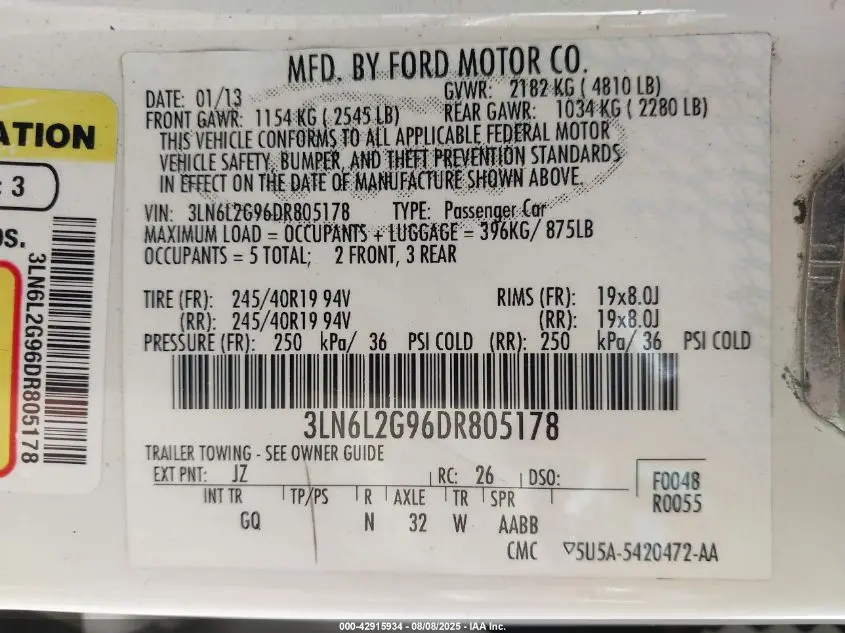 MFD. BY FORD MOTOR CO.
DATE: 01/13 GVWR: 2182 KG ( 4810 LB)
FRONT GAWR: 1154 KG ( 2545 LB) REAR GAWR: 1034 KG ( 2280 LB)
THIS VEHICLE CONFORMS TO ALL APPLICABLE FEDERAL MOTOR
VEHICLE SAFETY, BUMPER, AND THEFT PREVENTION STANDARDS
IN EFFECT ON THE DATE OF MANUFACTURE SHOWN ABOVE.
VIN: 3LN6L2G96DR805178 TYPE: Passenger Car
MAXIMUM LOAD = OCCUPANTS + LUGGAGE = 396KG/ 875LB
OCCUPANTS = 5 TOTAL; 2 FRONT, 3 REAR
TIRE (FR): 245/40R19 94V RIMS (FR): 19x8.0J
(RR): 245/40R19 94V (RR): 19x8.0J
PRESSURE (FR): 250 kPa/ 36 PSI COLD (RR): 250 kPa/ 36 PSI COLD
3LN6L2G96DR805178
TRAILER TOWING - SEE OWNER GUIDE
EXT PNT: JZ RC: 26 DSO: F0048
INT TR TP/PS R AXLE TR SPR R0055
GQ N 32 W AABB
CMC ▽5U5A-5420472-AA
ATION
: 3
OS.
3LN6L2G96DR805178
000-42915934 - 08/08/2025 - IAA Inc.